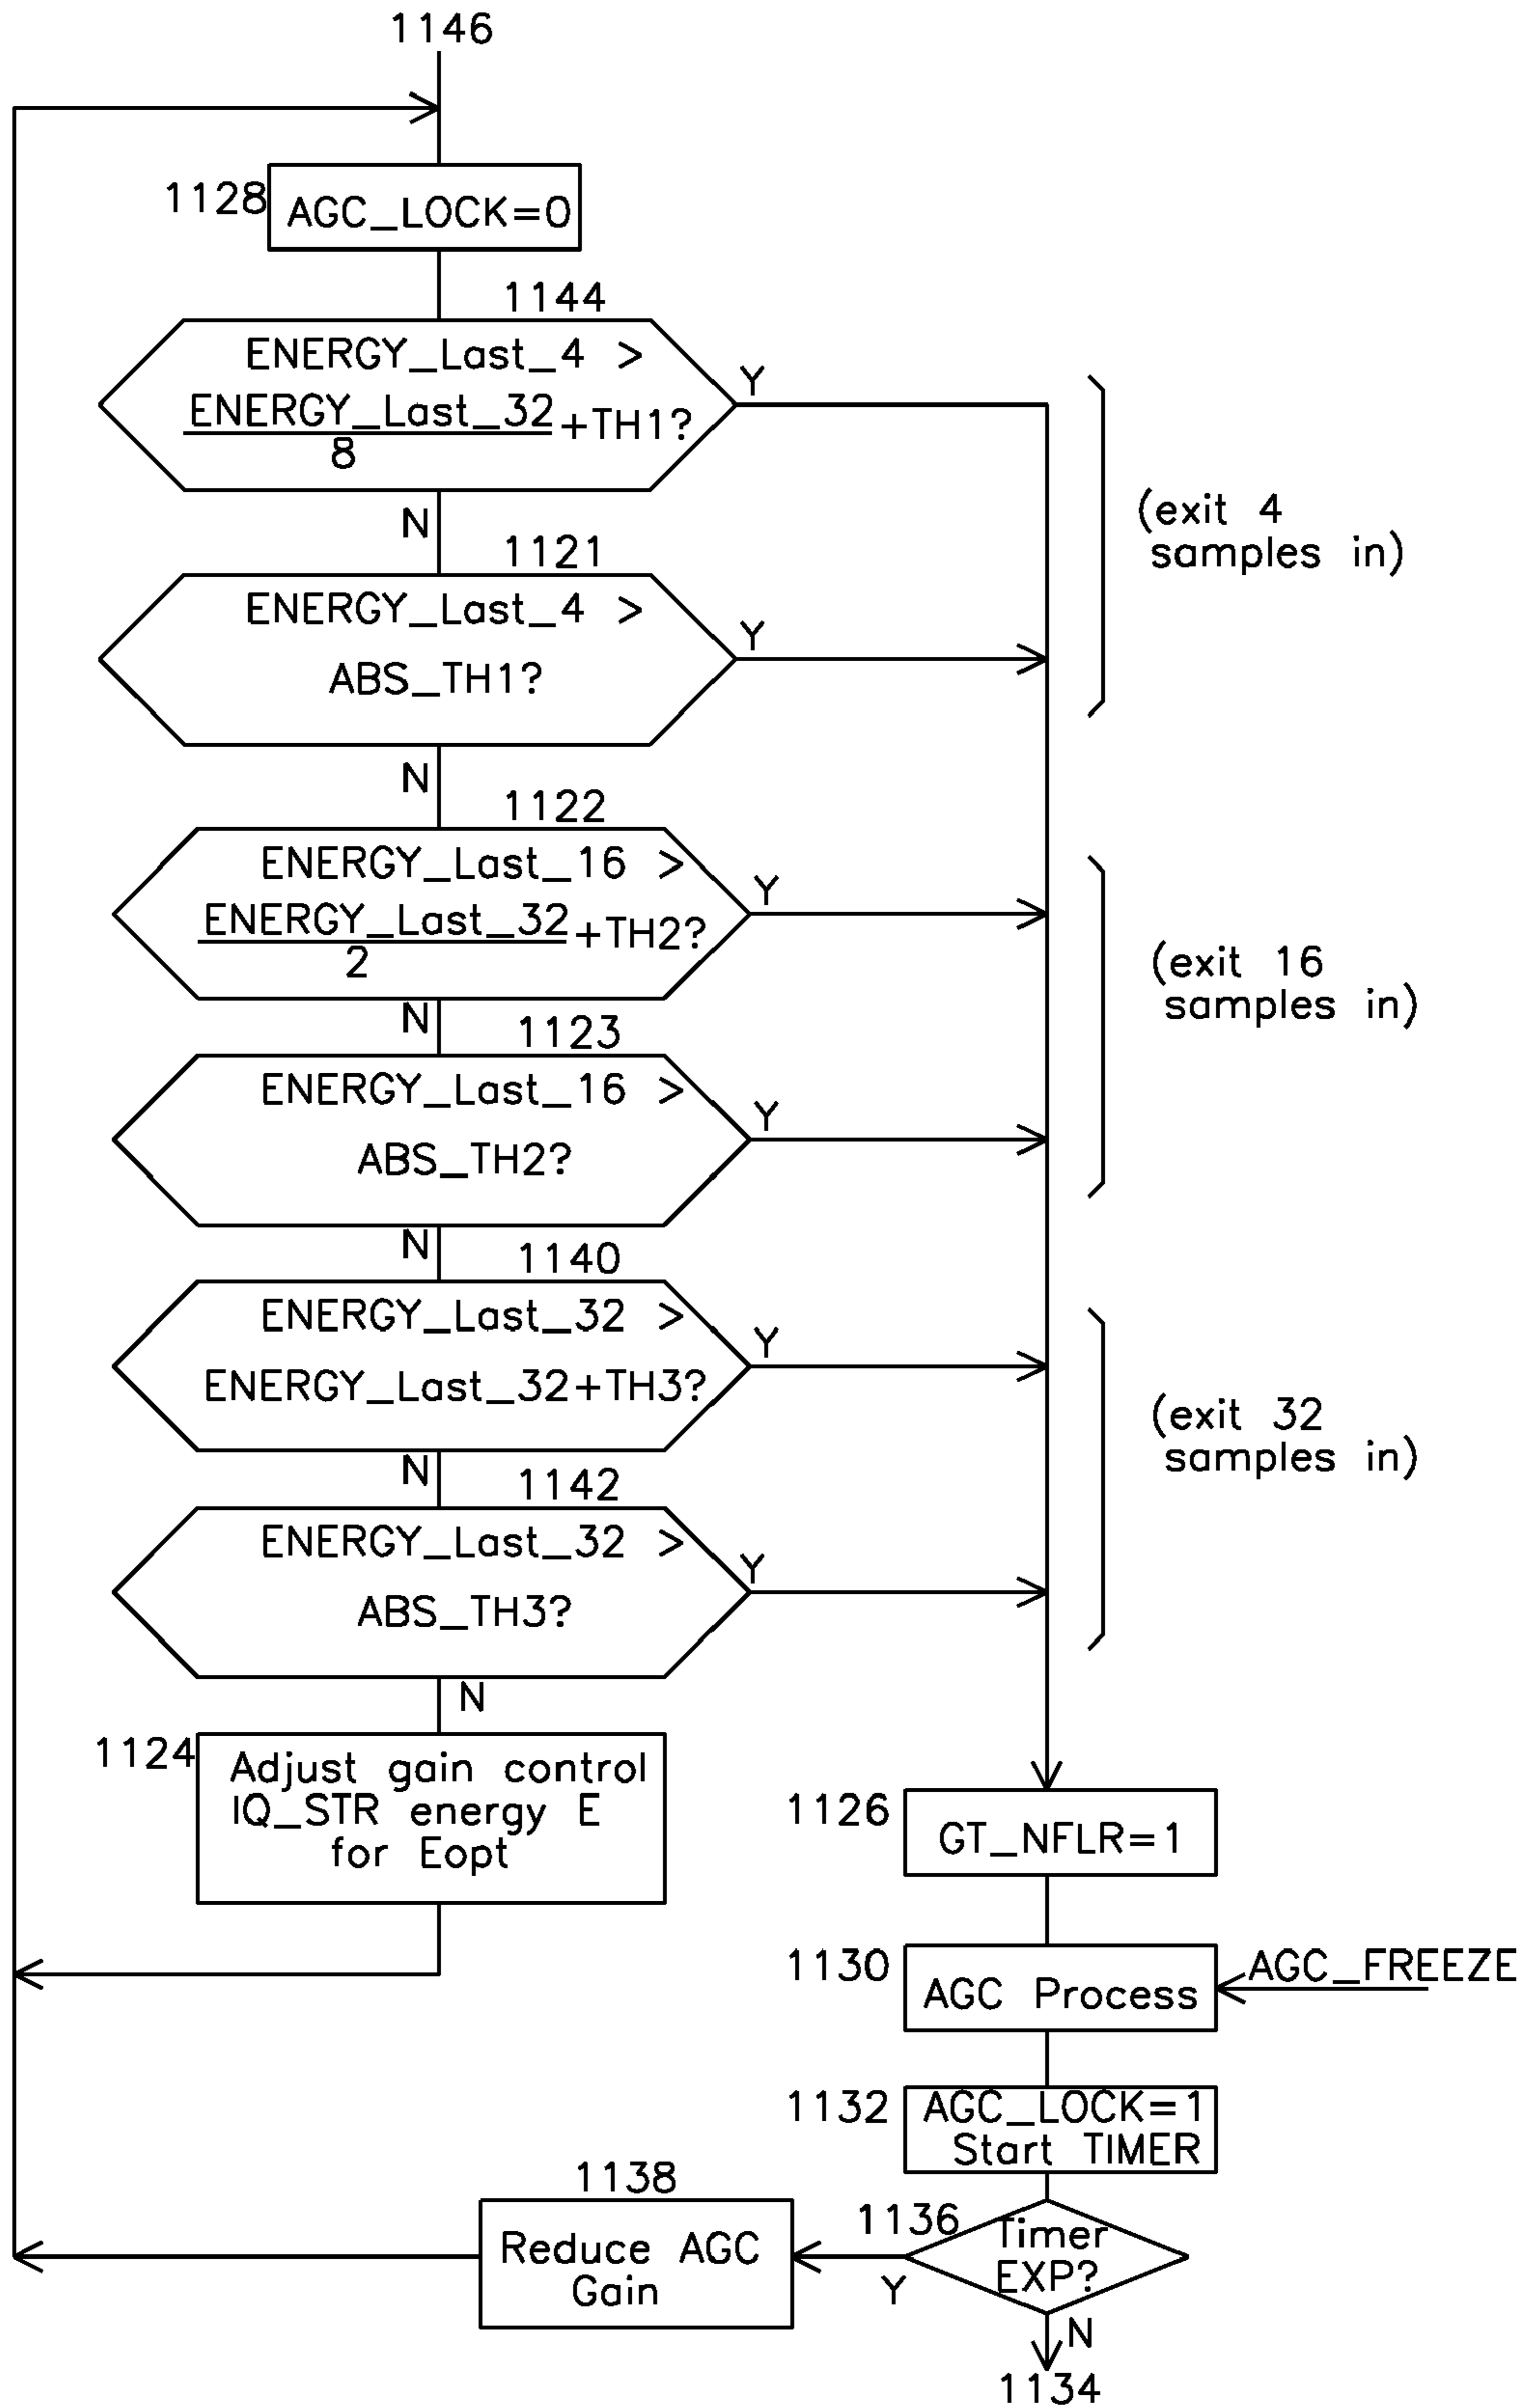 1146
1128
AGC_LOCK=0
1144
ENERGY_Last_4 >
ENERGY_Last_32
+TH1?
8
Y
N
(exit 4
samples in)
1121
ENERGY_Last_4 >
ABS_TH1?
Y
N
1122
ENERGY_Last_16 >
ENERGY_Last_32
+TH2?
2
Y
N
(exit 16
samples in)
1123
ENERGY_Last_16 >
ABS_TH2?
Y
N
1140
ENERGY_Last_32 >
ENERGY_Last_32+TH3?
Y
N
(exit 32
samples in)
1142
ENERGY_Last_32 >
ABS_TH3?
Y
N
1124
Adjust gain control
IQ_STR energy E
for Eopt
1126
GT_NFLR=1
1130
AGC Process
AGC_FREEZE
1132
AGC_LOCK=1
Start TIMER
1138
Reduce AGC
Gain
1136
Timer
EXP?
Y
N
1134